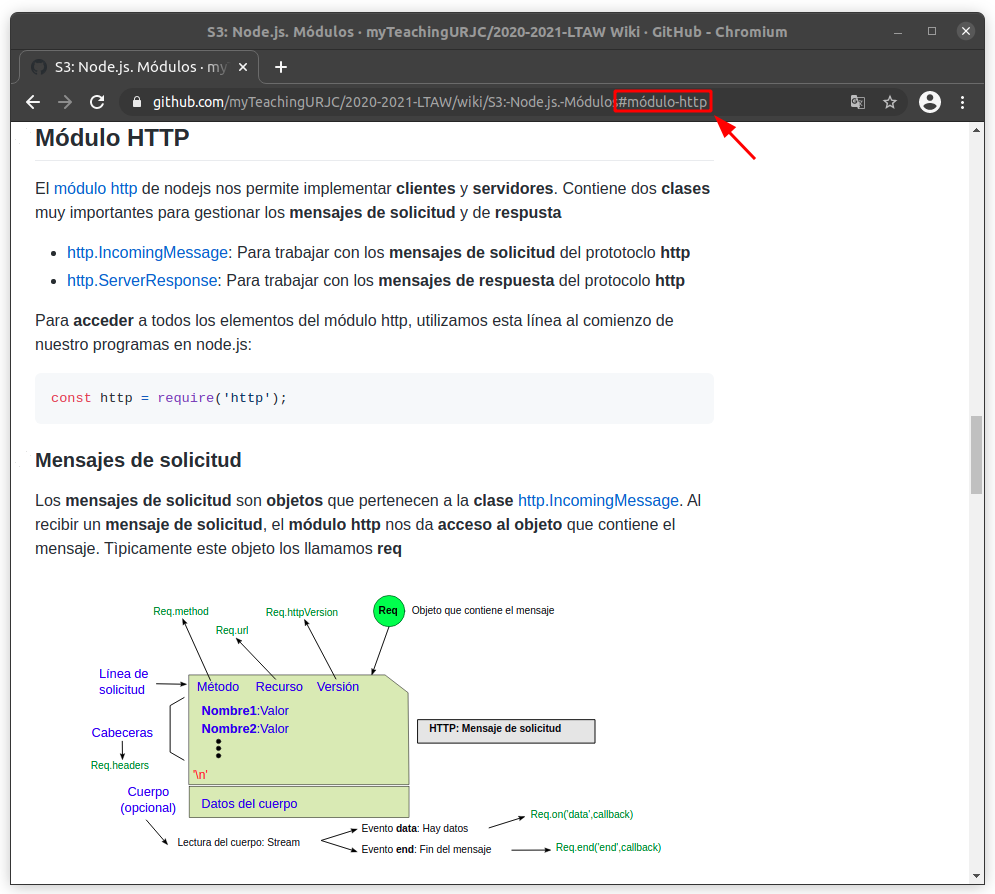 S3: Node.js. Módulos · myTeachingURJC/2020-2021-LTAW Wiki · GitHub - Chromium
S3: Node.js. Módulos · my
github.com/myTeachingURJC/2020-2021-LTAW/wiki/S3:-Node.js.-Módulos#módulo-http
Módulo HTTP
El módulo http de nodejs nos permite implementar clientes y servidores. Contiene dos clases
muy importantes para gestionar los mensajes de solicitud y de respusta
• http.IncomingMessage: Para trabajar con los mensajes de solicitud del prototoclo http
• http.ServerResponse: Para trabajar con los mensajes de respuesta del protocolo http
Para acceder a todos los elementos del módulo http, utilizamos esta línea al comienzo de
nuestro programas en node.js:
const http = require('http');
Mensajes de solicitud
Los mensajes de solicitud son objetos que pertenecen a la clase http.IncomingMessage. Al
recibir un mensaje de solicitud, el módulo http nos da acceso al objeto que contiene el
mensaje. Tìpicamente este objeto los llamamos req
Req.method
Req.httpVersion
Req
Objeto que contiene el mensaje
Req.url
Línea de
solicitud
Método Recurso Versión
Nombre1:Valor
Nombre2:Valor
Cabeceras
Req.headers
HTTP: Mensaje de solicitud
'\n'
Cuerpo
(opcional)
Datos del cuerpo
Lectura del cuerpo: Stream
Evento data: Hay datos
Req.on('data',callback)
Evento end: Fin del mensaje
Req.end('end',callback)